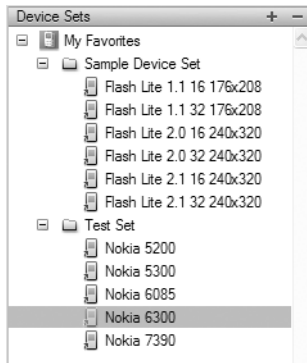 Device Sets + −
My Favorites
Sample Device Set
Flash Lite 1.1 16 176x208
Flash Lite 1.1 32 176x208
Flash Lite 2.0 16 240x320
Flash Lite 2.0 32 240x320
Flash Lite 2.1 16 240x320
Flash Lite 2.1 32 240x320
Test Set
Nokia 5200
Nokia 5300
Nokia 6085
Nokia 6300
Nokia 7390